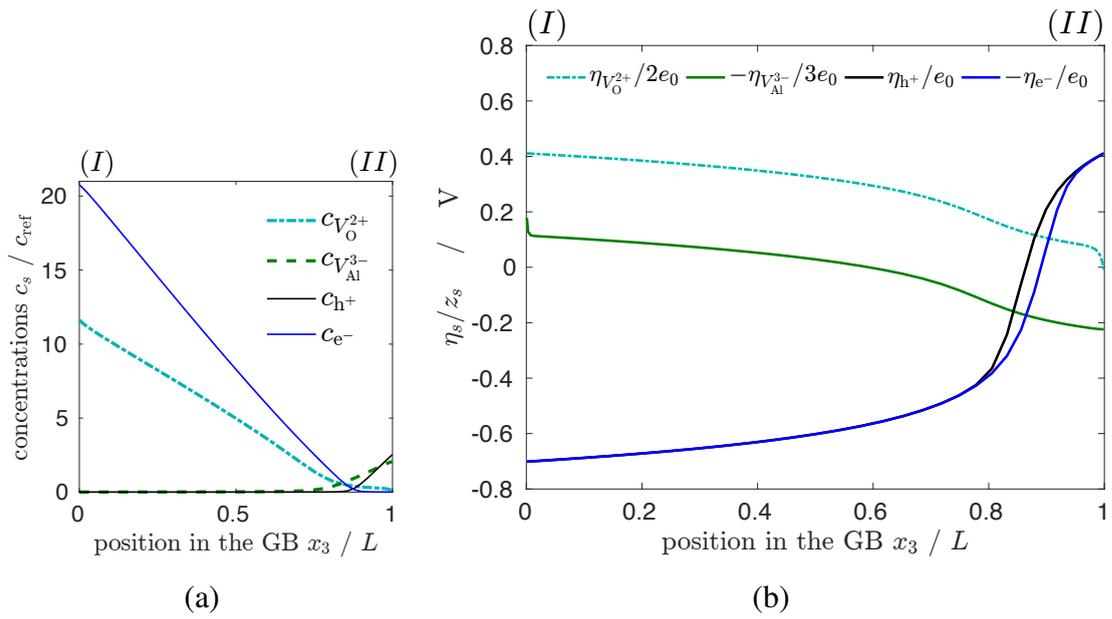 (I) (II)
20
15
10
5
0
0 0.5 1
concentrations c_s / c_ref
c_{V_O^{2+}}
c_{V_Al^{3−}}
c_{h^+}
c_{e^−}
position in the GB x_3 / L
(a)
(I) (II)
0.8
0.6
0.4
0.2
0
-0.2
-0.4
-0.6
-0.8
0 0.2 0.4 0.6 0.8 1
η_s/z_s / V
η_{V_O^{2+}}/2e_0 −η_{V_Al^{3−}}/3e_0 η_{h^+}/e_0 −η_{e^−}/e_0
position in the GB x_3 / L
(b)